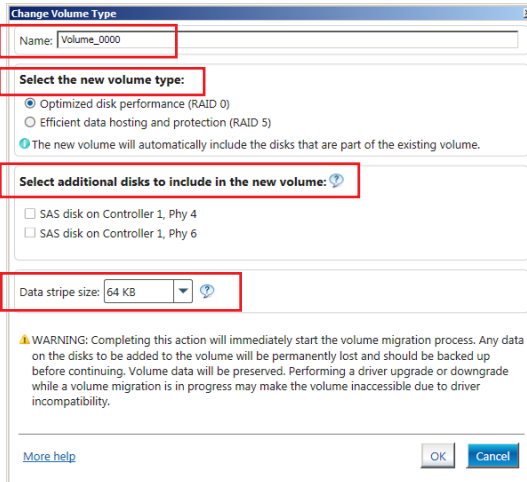 Change Volume Type
Name: Volume_0000
Select the new volume type:
Optimized disk performance (RAID 0)
Efficient data hosting and protection (RAID 5)
The new volume will automatically include the disks that are part of the existing volume.
Select additional disks to include in the new volume:
SAS disk on Controller 1, Phy 4
SAS disk on Controller 1, Phy 6
Data stripe size: 64 KB
WARNING: Completing this action will immediately start the volume migration process. Any data
on the disks to be added to the volume will be permanently lost and should be backed up
before continuing. Volume data will be preserved. Performing a driver upgrade or downgrade
while a volume migration is in progress may make the volume inaccessible due to driver
incompatibility.
More help
OK
Cancel